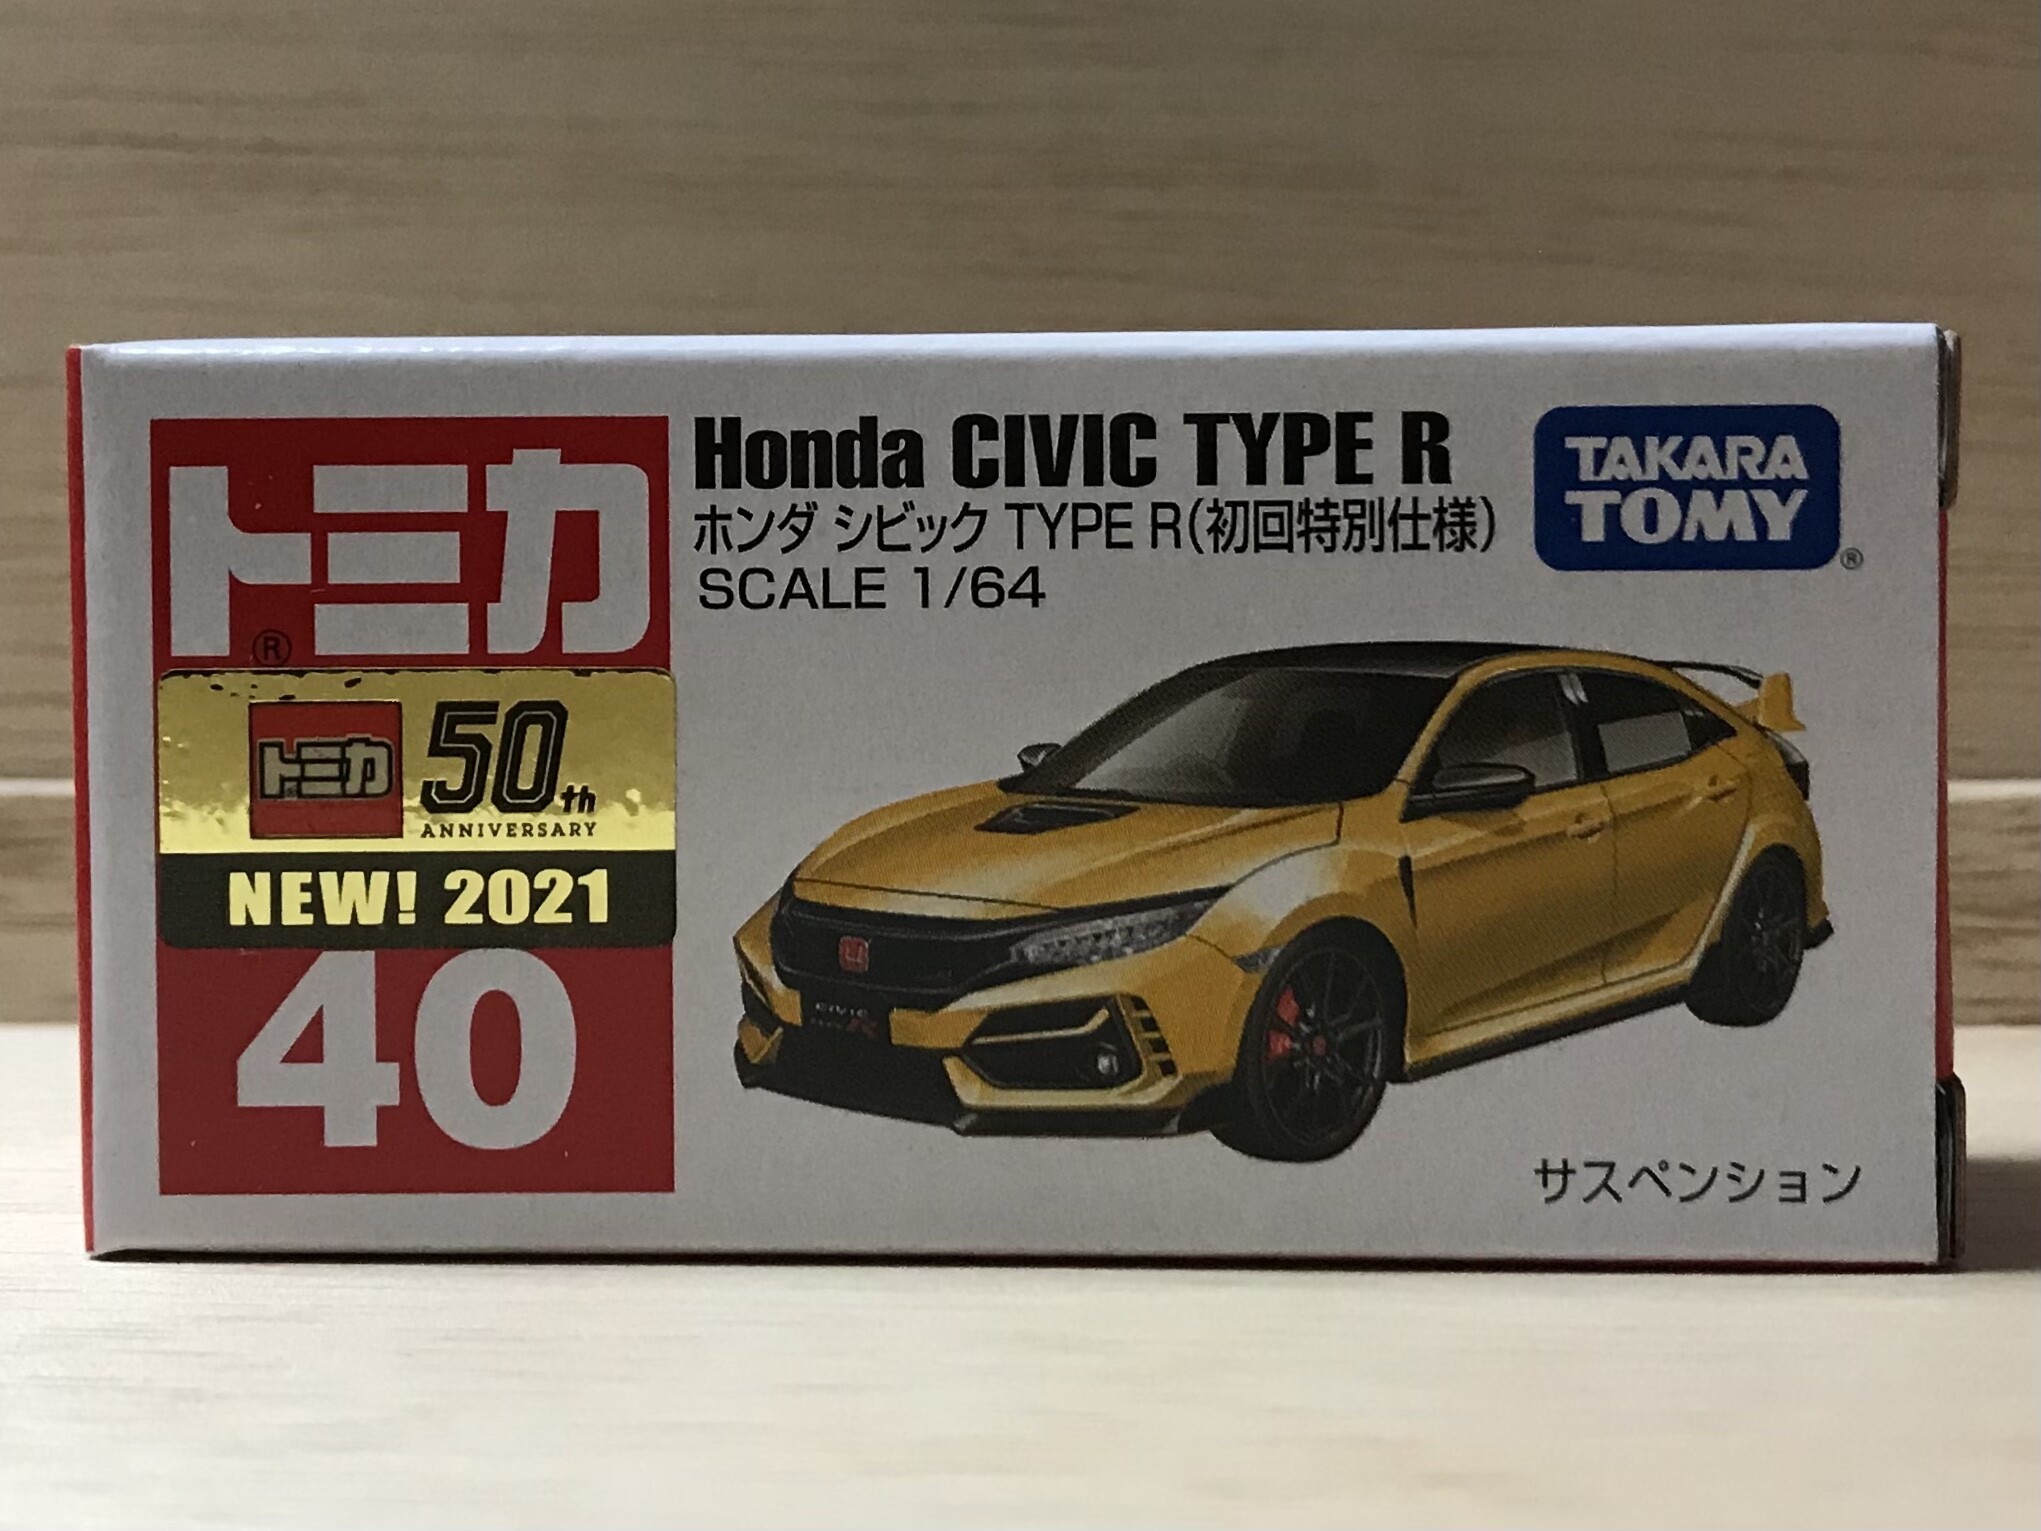 トミカ
®
トミカ 50th
ANNIVERSARY
NEW! 2021
40
Honda CIVIC TYPE R
ホンダ シビック TYPE R(初回特別仕様)
SCALE 1/64
TAKARA
TOMY
®
CIVIC
TYPE R
サスペンション